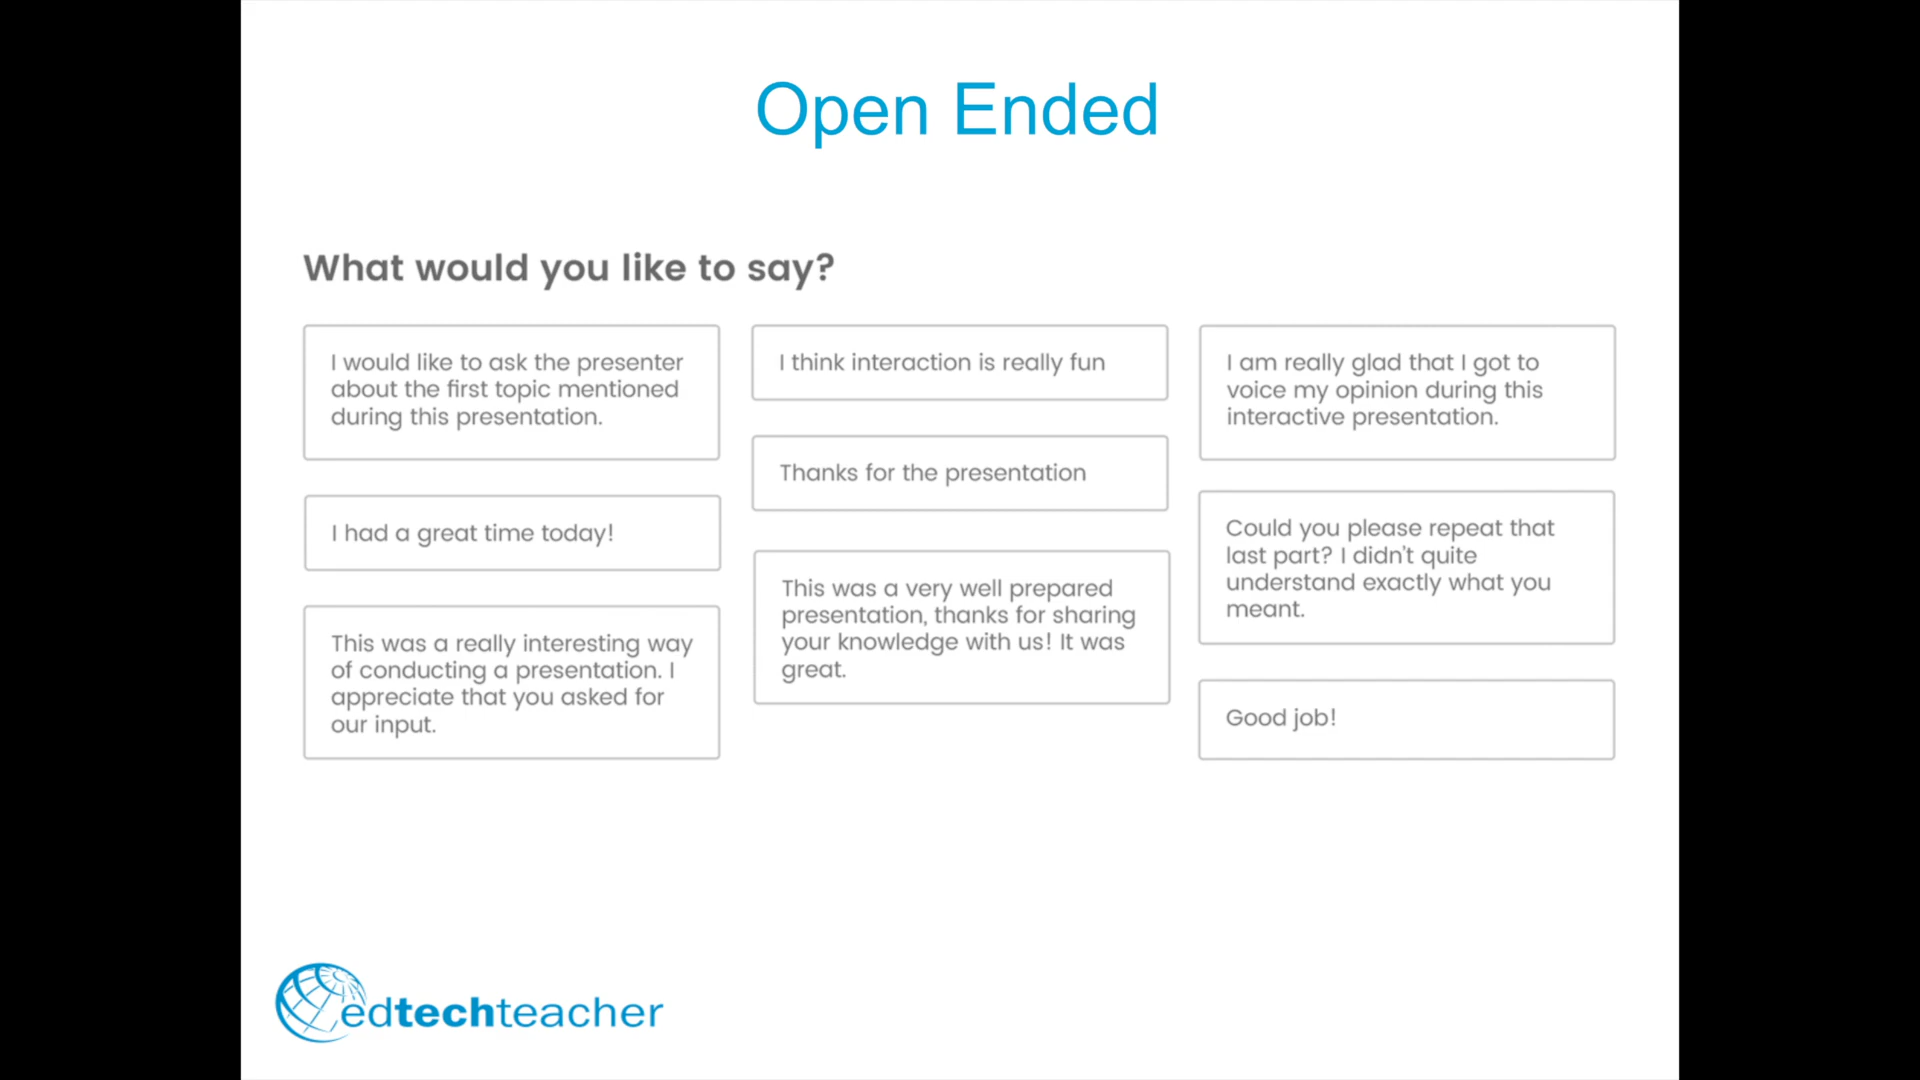 Open Ended
What would you like to say?
I would like to ask the presenter
about the first topic mentioned
during this presentation.
I had a great time today!
This was a really interesting way
of conducting a presentation. I
appreciate that you asked for
our input.
I think interaction is really fun
Thanks for the presentation
This was a very well prepared
presentation, thanks for sharing
your knowledge with us! It was
great.
I am really glad that I got to
voice my opinion during this
interactive presentation.
Could you please repeat that
last part? I didn't quite
understand exactly what you
meant.
Good job!
edtechteacher